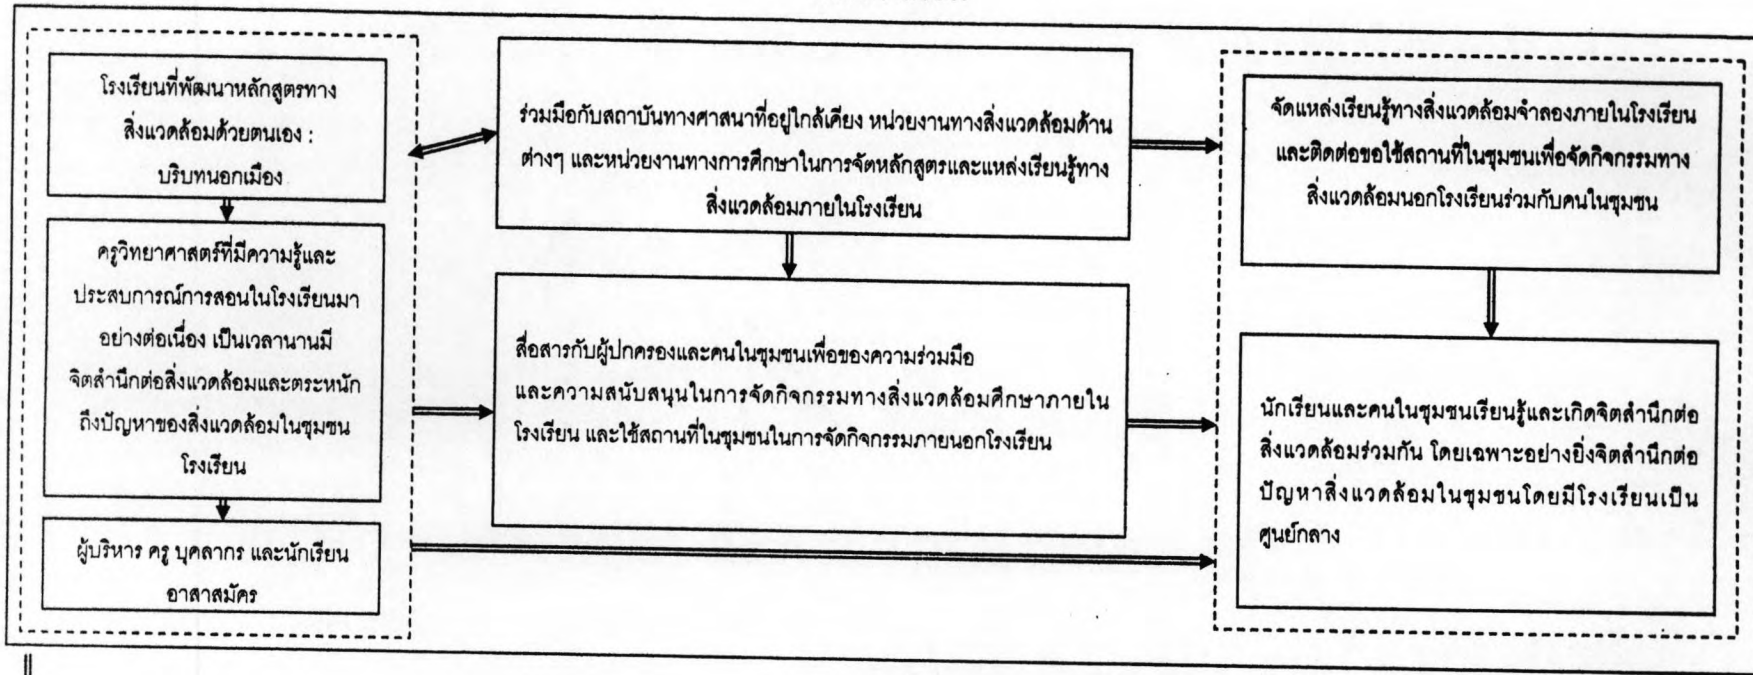 โรงเรียนที่พัฒนาหลักสูตรทาง
สิ่งแวดล้อมด้วยตนเอง :
บริบทนอกเมือง
ครูวิทยาศาสตร์ที่มีความรู้และ
ประสบการณ์การสอนในโรงเรียนมา
อย่างต่อเนื่อง เป็นเวลานานมี
จิตสำนึกต่อสิ่งแวดล้อมและตระหนัก
ถึงปัญหาของสิ่งแวดล้อมในชุมชน
โรงเรียน
ผู้บริหาร ครู บุคลากร และนักเรียน
อาสาสมัคร
ร่วมมือกับสถาบันทางศาสนาที่อยู่ใกล้เคียง หน่วยงานทางสิ่งแวดล้อมด้าน
ต่างๆ และหน่วยงานทางการศึกษาในการจัดหลักสูตรและแหล่งเรียนรู้ทาง
สิ่งแวดล้อมภายในโรงเรียน
สื่อสารกับผู้ปกครองและคนในชุมชนเพื่อของความร่วมมือ
และความสนับสนุนในการจัดกิจกรรมทางสิ่งแวดล้อมศึกษาภายใน
โรงเรียน และใช้สถานที่ในชุมชนในการจัดกิจกรรมภายนอกโรงเรียน
จัดแหล่งเรียนรู้ทางสิ่งแวดล้อมจำลองภายในโรงเรียน
และติดต่อขอใช้สถานที่ในชุมชนเพื่อจัดกิจกรรมทาง
สิ่งแวดล้อมนอกโรงเรียนร่วมกับคนในชุมชน
นักเรียนและคนในชุมชนเรียนรู้และเกิดจิตสำนึกต่อ
สิ่งแวดล้อมร่วมกัน โดยเฉพาะอย่างยิ่งจิตสำนึกต่อ
ปัญหาสิ่งแวดล้อมในชุมชนโดยมีโรงเรียนเป็น
ศูนย์กลาง